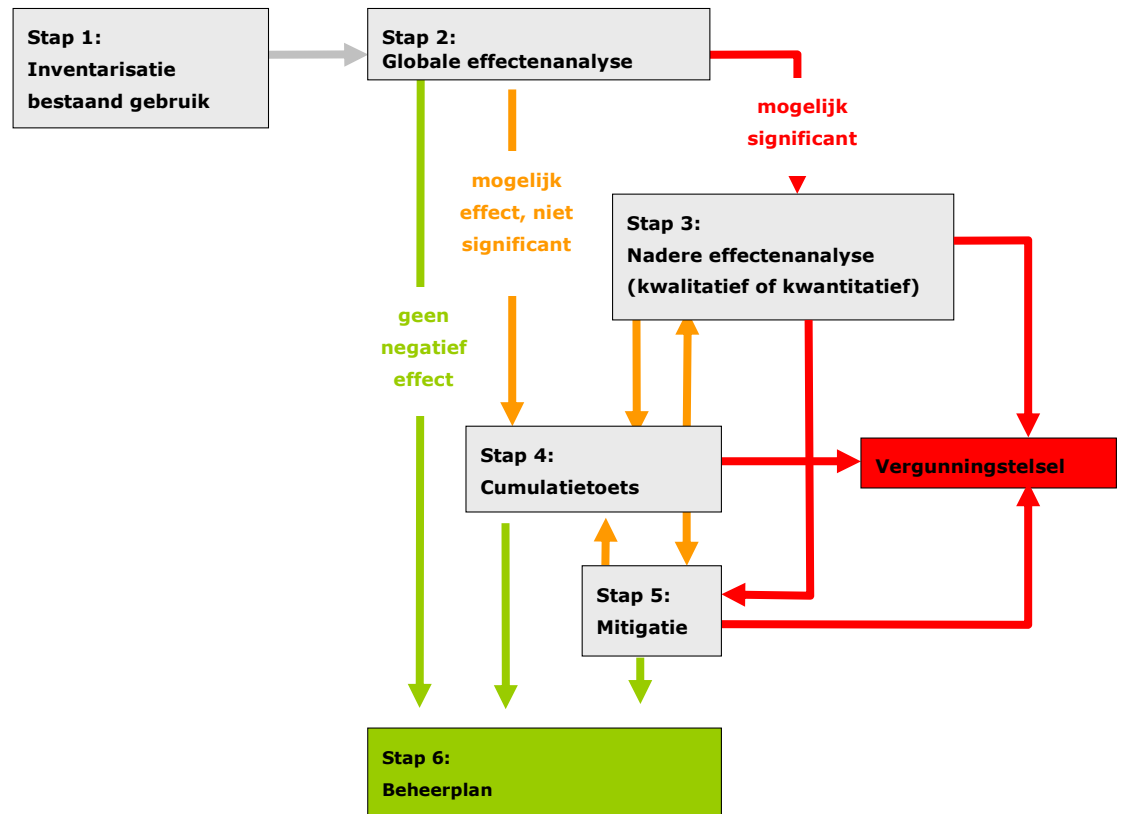 Stap 1:
Inventarisatie
bestaand gebruik
Stap 2:
Globale effectenanalyse
mogelijk
significant
mogelijk
effect, niet
significant
Stap 3:
Nadere effectenanalyse
(kwalitatief of kwantitatief)
geen
negatief
effect
Stap 4:
Cumulatietoets
Vergunningstelsel
Stap 5:
Mitigatie
Stap 6:
Beheerplan